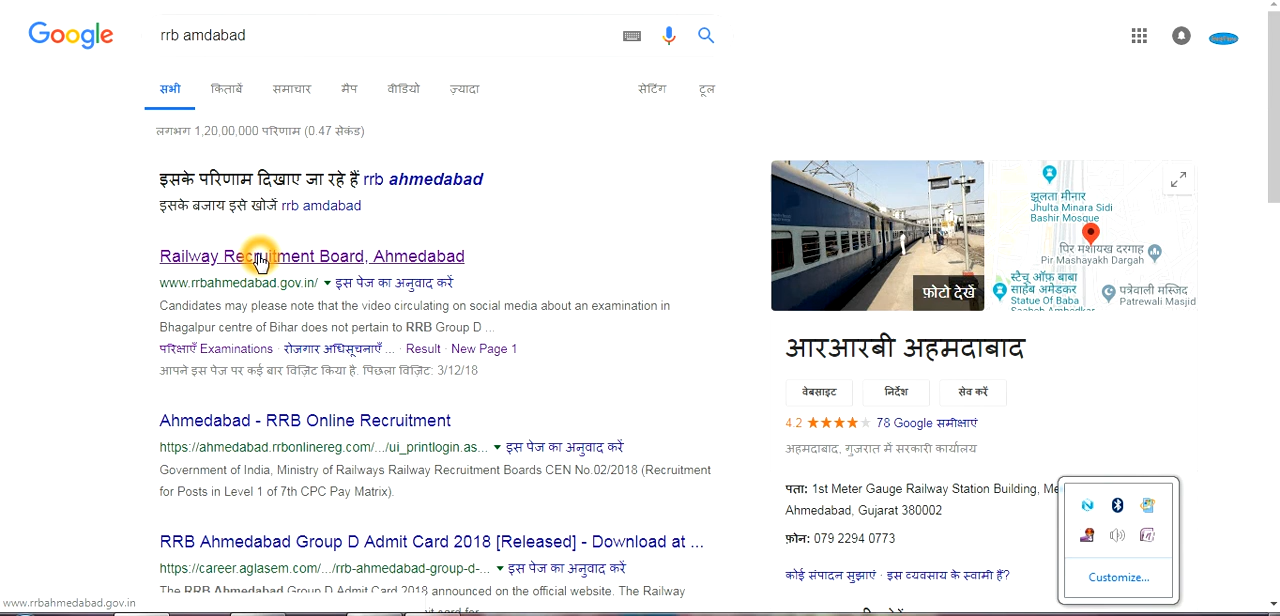 Google
rrb amdabad
सभी किताबें समाचार मैप वीडियो ज़्यादा सेटिंग टूल
लगभग 1,20,00,000 परिणाम (0.47 सेकंड)
इसके परिणाम दिखाए जा रहे हैं rrb ahmedabad
इसके बजाय इसे खोजें rrb amdabad
Railway Recruitment Board, Ahmedabad
www.rrbahmedabad.gov.in/ इस पेज का अनुवाद करें
Candidates may please note that the video circulating on social media about an examination in
Bhagalpur centre of Bihar does not pertain to RRB Group D ...
परिक्षाएँ Examinations · रोजगार अधिसूचनाएँ ... · Result · New Page 1
आपने इस पेज पर कई बार विज़िट किया है. पिछला विज़िट: 3/12/18
Ahmedabad - RRB Online Recruitment
https://ahmedabad.rrbonlinereg.com/.../ui_printlogin.as... इस पेज का अनुवाद करें
Government of India, Ministry of Railways Railway Recruitment Boards CEN No.02/2018 (Recruitment
for Posts in Level 1 of 7th CPC Pay Matrix).
RRB Ahmedabad Group D Admit Card 2018 [Released] - Download at ...
https://career.aglasem.com/.../rrb-ahmedabad-group-d-... इस पेज का अनुवाद करें
The RRB Ahmedabad Group D Admit Card 2018 announced on the official website. The Railway
फ़ोटो देखें
झूलता मीनार
Jhulta Minara Sidi
Bashir Mosque
पिर मशायख दरगाह
Pir Mashayakh Dargah
स्टैचू ऑफ़ बाबा
साहेब अमेडकर
Statue Of Baba
Saaheb Ambedkar
पत्रेवाली मस्जिद
Patrewali Masjid
आरआरबी अहमदाबाद
वेबसाइट निर्देश सेव करें
4.2 78 Google समीक्षाएं
अहमदाबाद, गुजरात में सरकारी कार्यालय
पता: 1st Meter Gauge Railway Station Building, Me
Ahmedabad, Gujarat 380002
फ़ोन: 079 2294 0773
कोई संपादन सुझाएं · इस व्यवसाय के स्वामी हैं?
Customize...
www.rrbahmedabad.gov.in